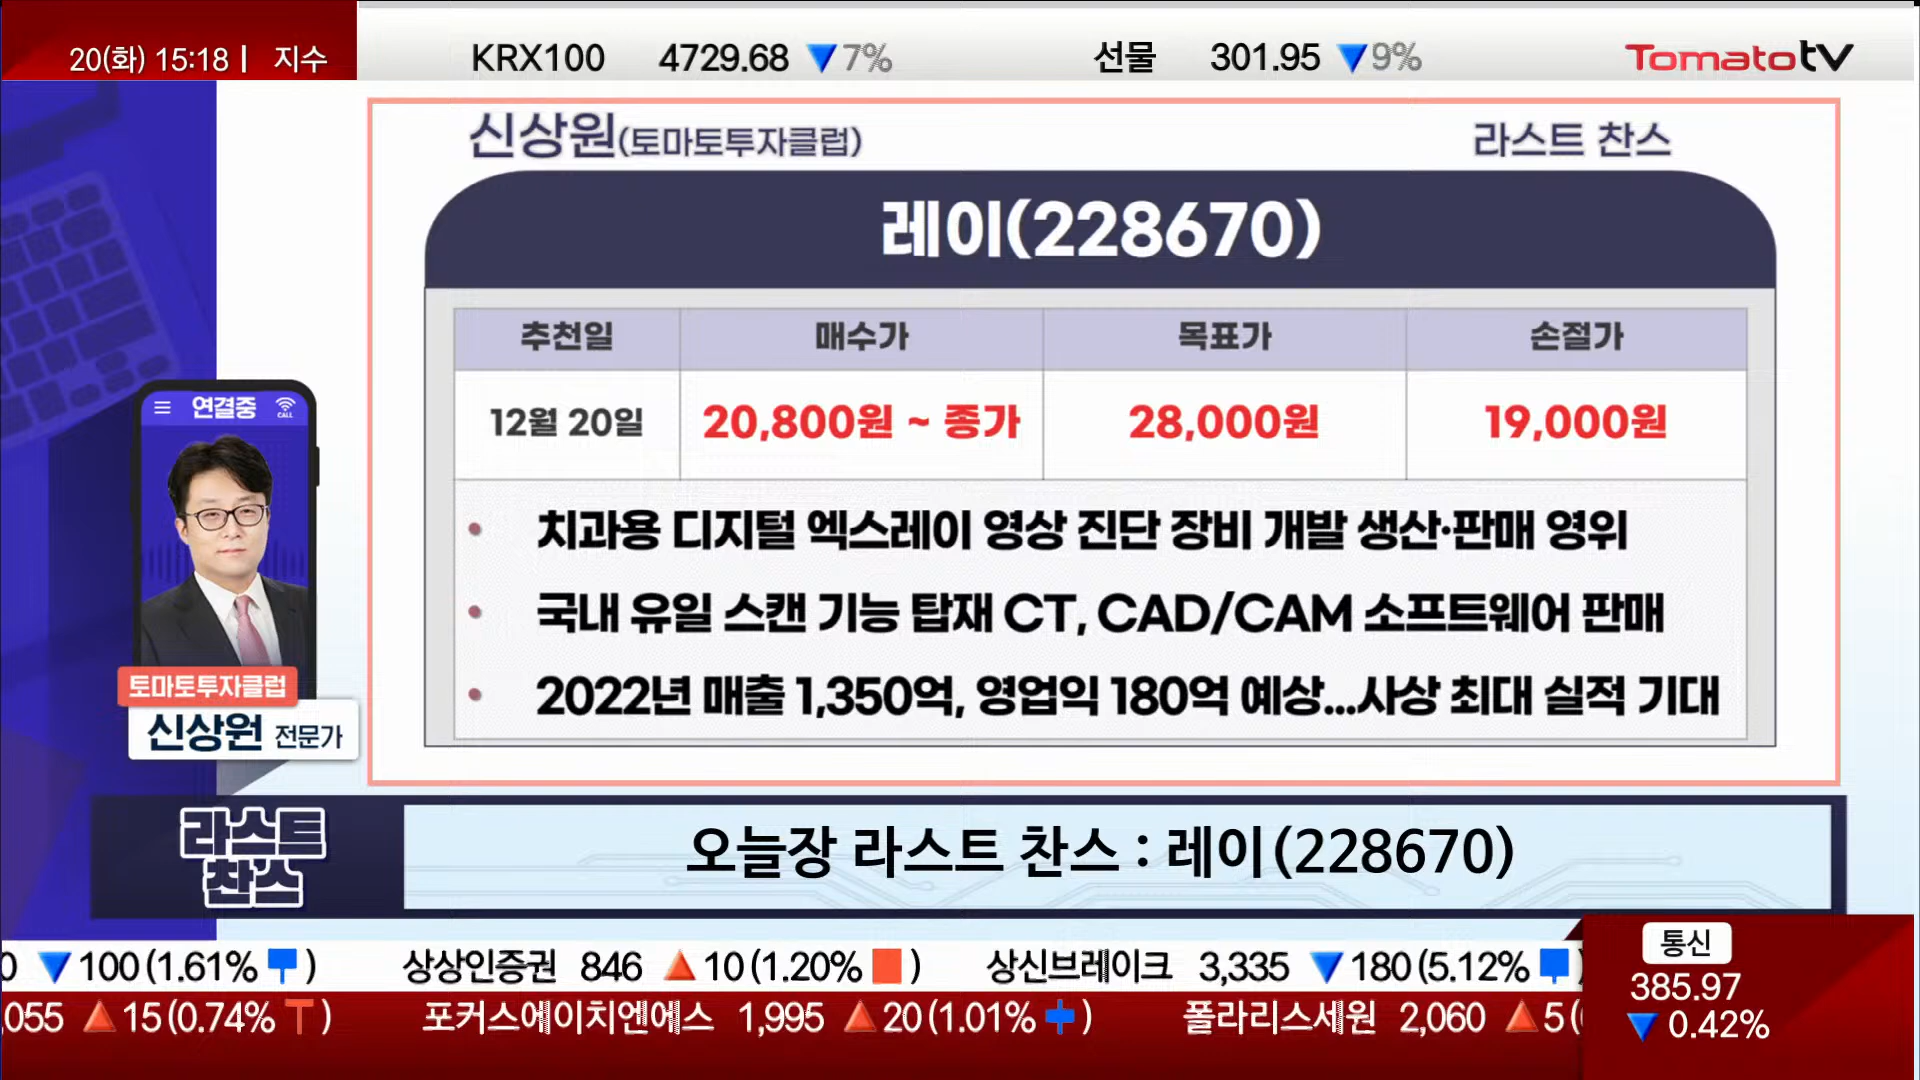 20(화) 15:18 | 지수
KRX100 4729.68 ▼7% 선물 301.95 ▼9%
Tomatotv
신상원(토마토투자클럽)
라스트 찬스
레이(228670)
추천일 매수가 목표가 손절가
12월 20일 20,800원 ~ 종가 28,000원 19,000원
• 치과용 디지털 엑스레이 영상 진단 장비 개발 생산·판매 영위
• 국내 유일 스캔 기능 탑재 CT, CAD/CAM 소프트웨어 판매
• 2022년 매출 1,350억, 영업익 180억 예상...사상 최대 실적 기대
연결중
CALL
토마토투자클럽
신상원 전문가
라스트
찬스
오늘장 라스트 찬스 : 레이(228670)
0 ▼100(1.61% ) 상상인증권 846 ▲10(1.20% ) 상신브레이크 3,335 ▼180(5.12% )
,055 ▲15(0.74% ) 포커스에이치엔에스 1,995 ▲20(1.01% ) 폴라리스세원 2,060 ▲5(
통신
385.97
▼0.42%